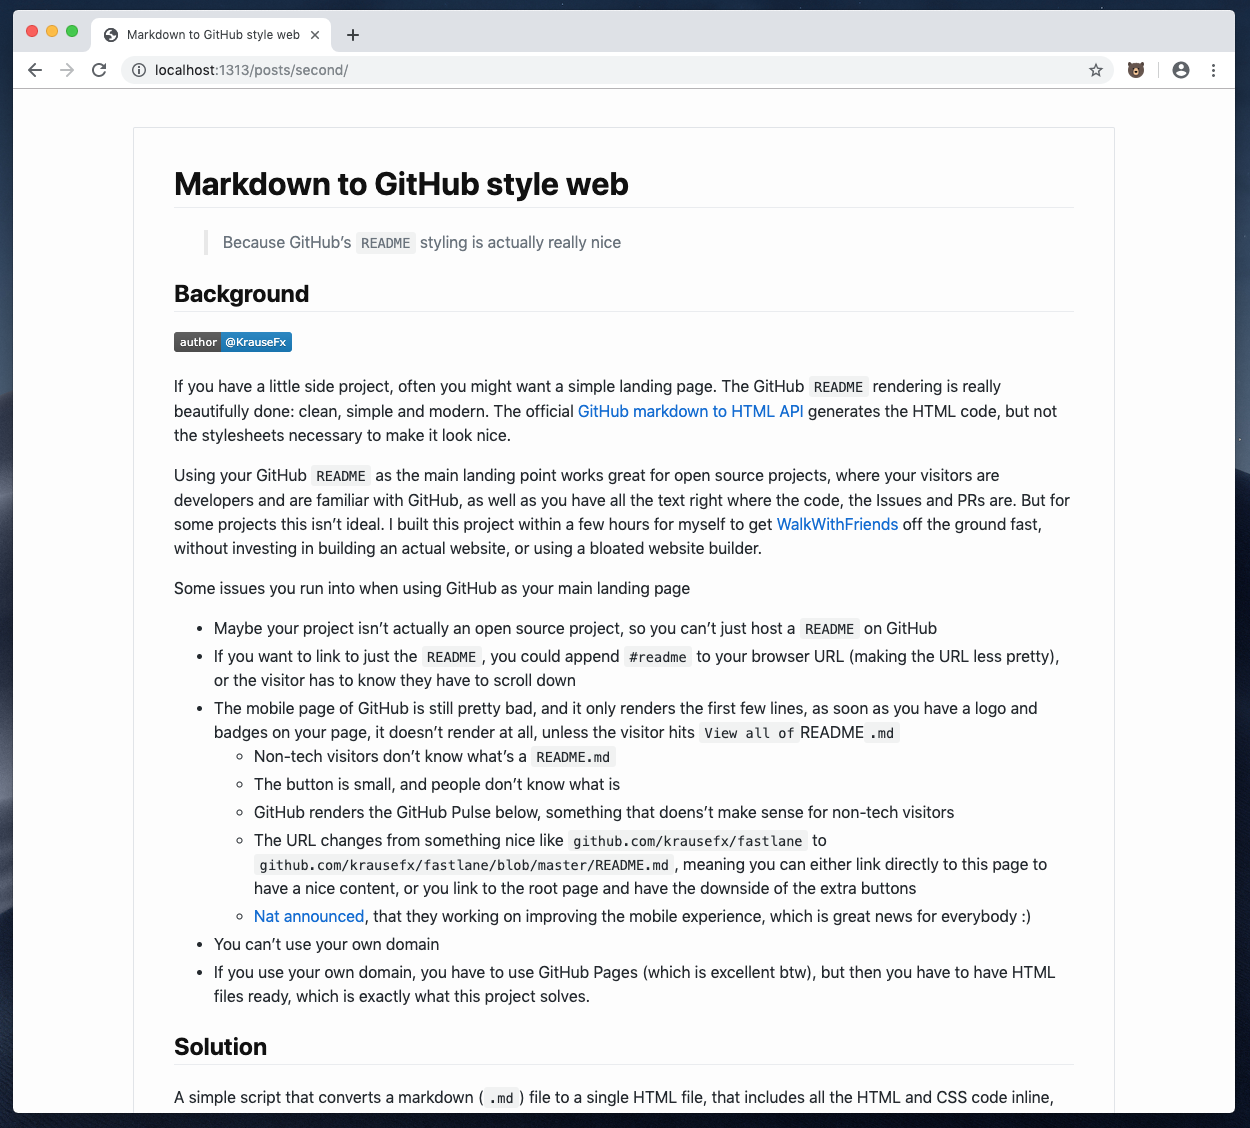 Markdown to GitHub style web
localhost:1313/posts/second/
Markdown to GitHub style web
Because GitHub’s README styling is actually really nice
Background
author @KrauseFx
If you have a little side project, often you might want a simple landing page. The GitHub README rendering is really
beautifully done: clean, simple and modern. The official GitHub markdown to HTML API generates the HTML code, but not
the stylesheets necessary to make it look nice.
Using your GitHub README as the main landing point works great for open source projects, where your visitors are
developers and are familiar with GitHub, as well as you have all the text right where the code, the Issues and PRs are. But for
some projects this isn’t ideal. I built this project within a few hours for myself to get WalkWithFriends off the ground fast,
without investing in building an actual website, or using a bloated website builder.
Some issues you run into when using GitHub as your main landing page
• Maybe your project isn’t actually an open source project, so you can’t just host a README on GitHub
• If you want to link to just the README , you could append #readme to your browser URL (making the URL less pretty),
or the visitor has to know they have to scroll down
• The mobile page of GitHub is still pretty bad, and it only renders the first few lines, as soon as you have a logo and
badges on your page, it doesn’t render at all, unless the visitor hits View all of README .md
◦ Non-tech visitors don’t know what’s a README.md
◦ The button is small, and people don’t know what is
◦ GitHub renders the GitHub Pulse below, something that doens’t make sense for non-tech visitors
◦ The URL changes from something nice like github.com/krausefx/fastlane to
github.com/krausefx/fastlane/blob/master/README.md , meaning you can either link directly to this page to
have a nice content, or you link to the root page and have the downside of the extra buttons
◦ Nat announced, that they working on improving the mobile experience, which is great news for everybody :)
• You can’t use your own domain
• If you use your own domain, you have to use GitHub Pages (which is excellent btw), but then you have to have HTML
files ready, which is exactly what this project solves.
Solution
A simple script that converts a markdown ( .md ) file to a single HTML file, that includes all the HTML and CSS code inline,